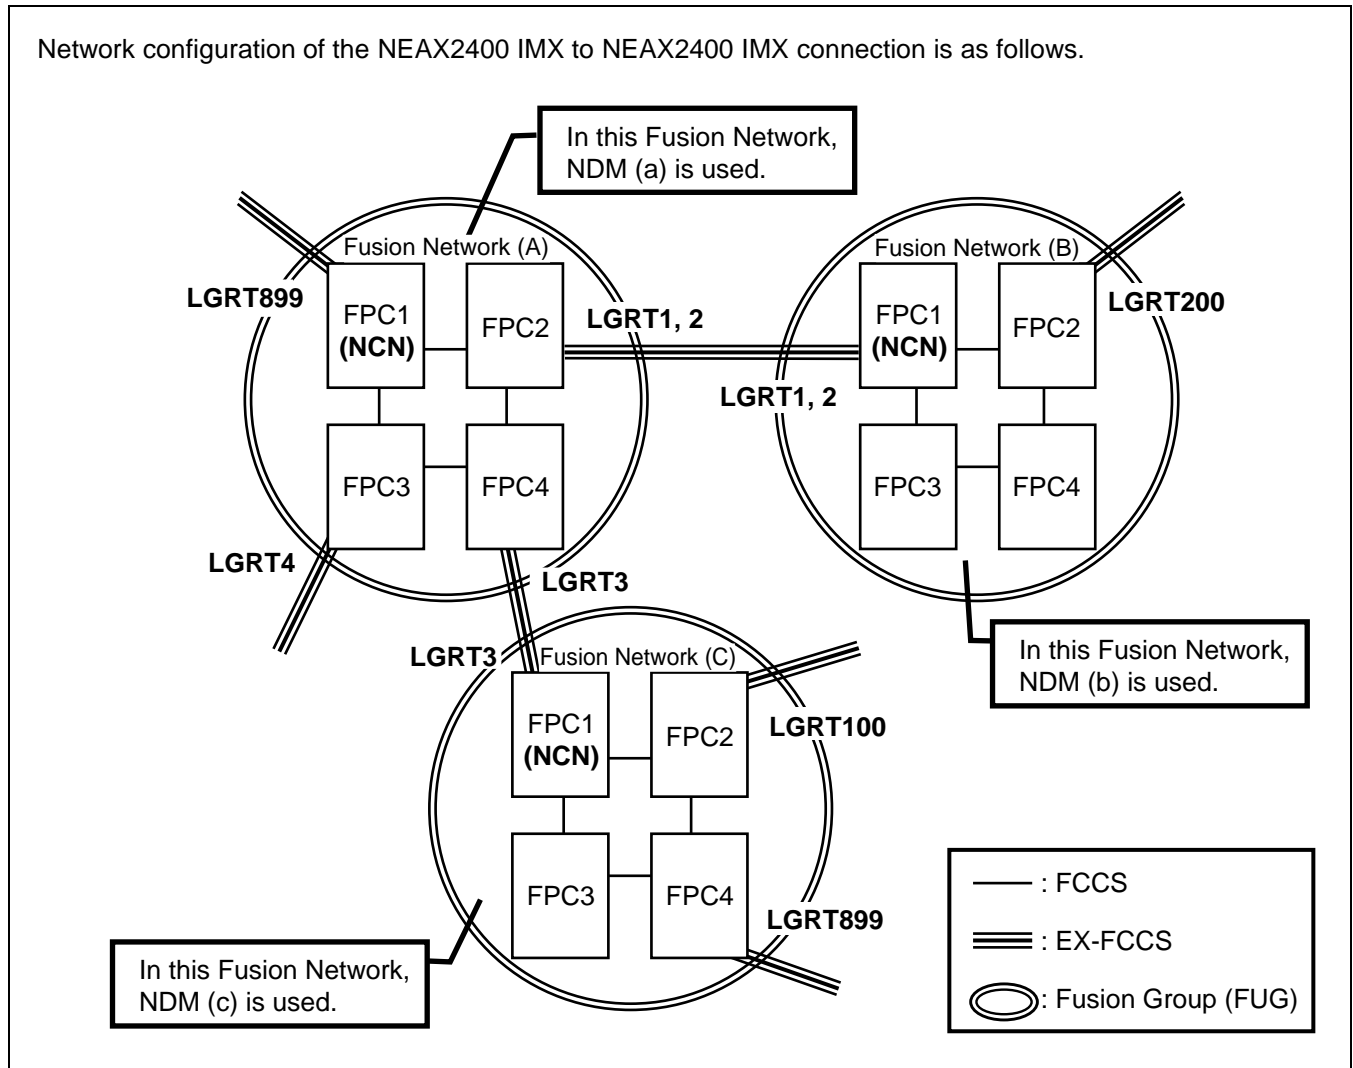 Network configuration of the NEAX2400 IMX to NEAX2400 IMX connection is as follows.
In this Fusion Network,
NDM (a) is used.
Fusion Network (A)
LGRT899
FPC1
(NCN)
FPC2
LGRT1, 2
FPC3
FPC4
LGRT4
LGRT3
Fusion Network (B)
LGRT200
FPC1
(NCN)
FPC2
LGRT1, 2
FPC3
FPC4
In this Fusion Network,
NDM (b) is used.
LGRT3
Fusion Network (C)
FPC1
(NCN)
FPC2
LGRT100
FPC3
FPC4
LGRT899
In this Fusion Network,
NDM (c) is used.
: FCCS
: EX-FCCS
: Fusion Group (FUG)